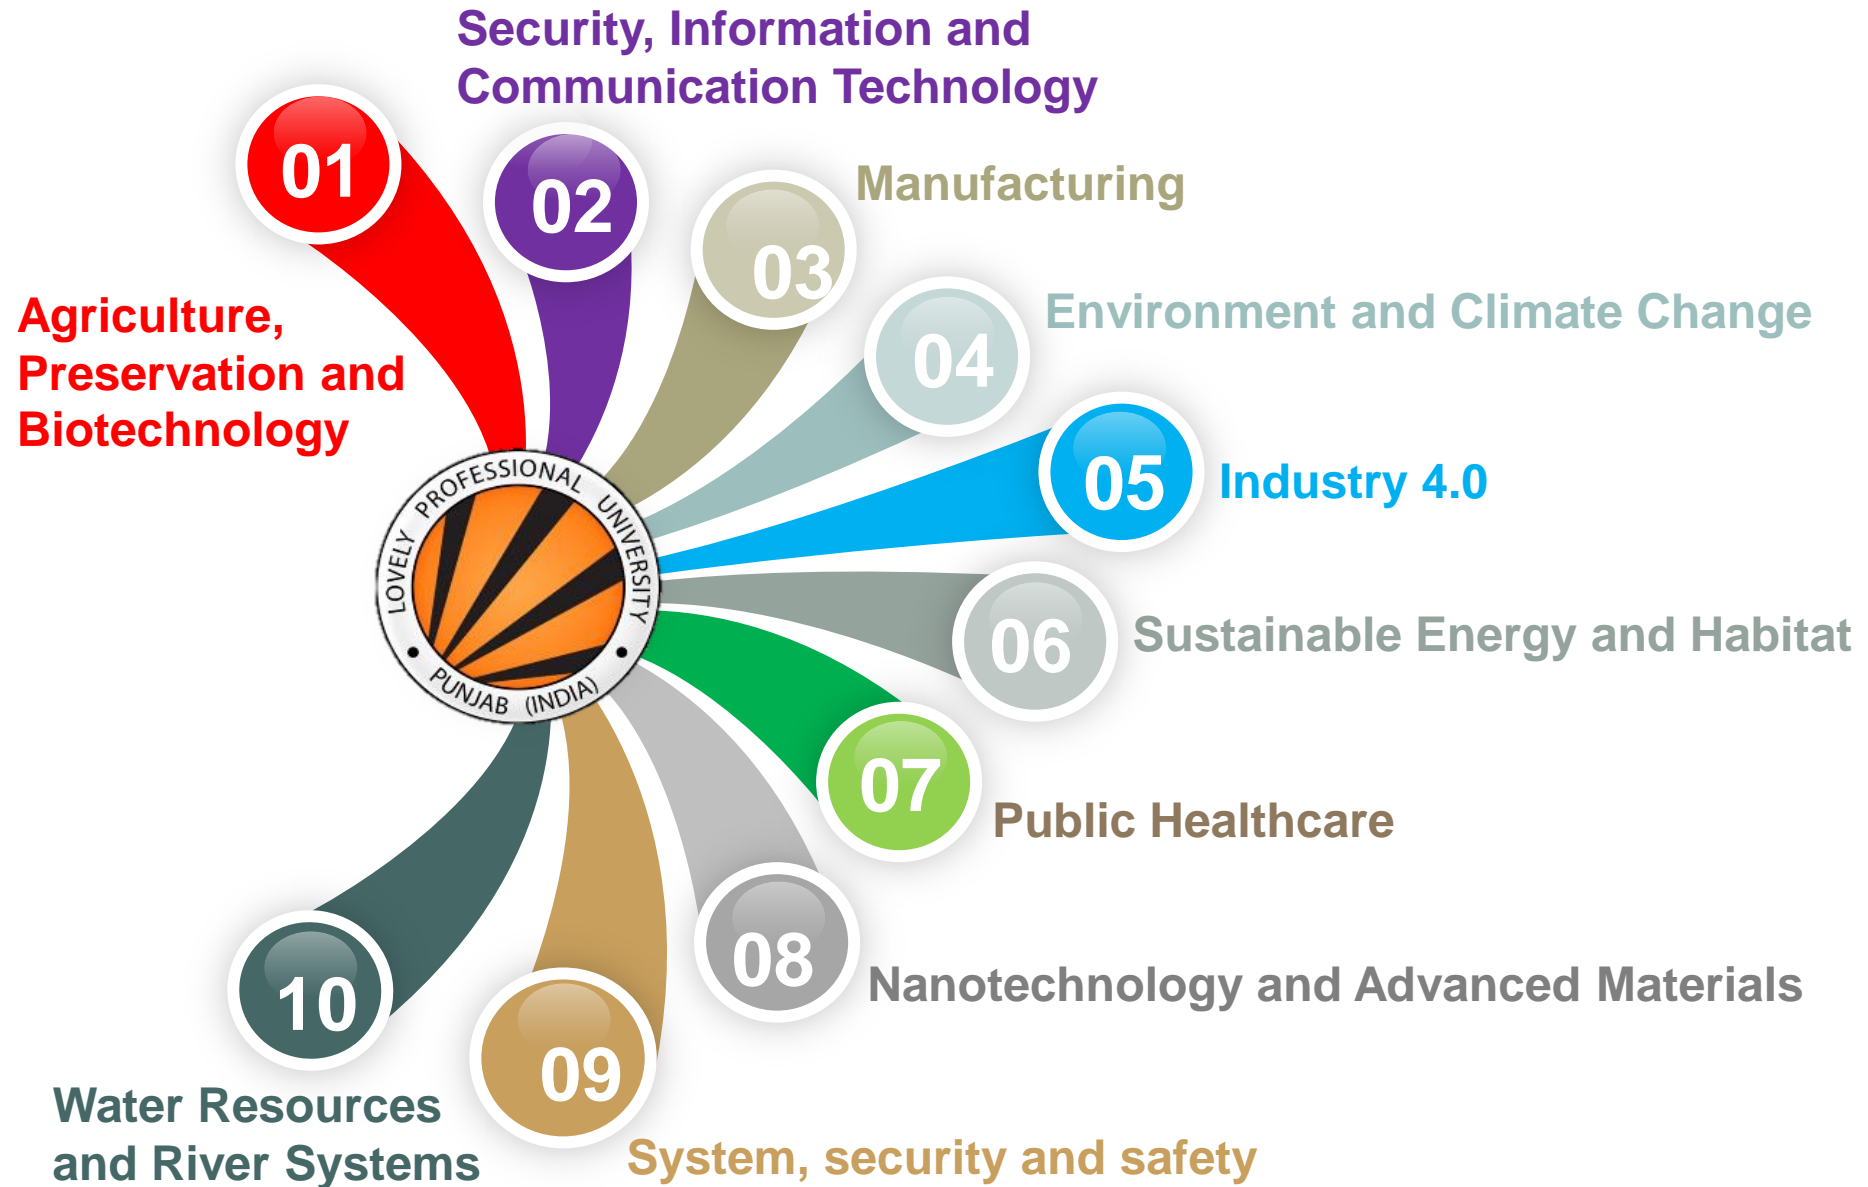 01
Agriculture,
Preservation and
Biotechnology
02
Security, Information and
Communication Technology
03
Manufacturing
04
Environment and Climate Change
05
Industry 4.0
06
Sustainable Energy and Habitat
07
Public Healthcare
08
Nanotechnology and Advanced Materials
09
System, security and safety
10
Water Resources
and River Systems
LOVELY PROFESSIONAL UNIVERSITY
PUNJAB (INDIA)